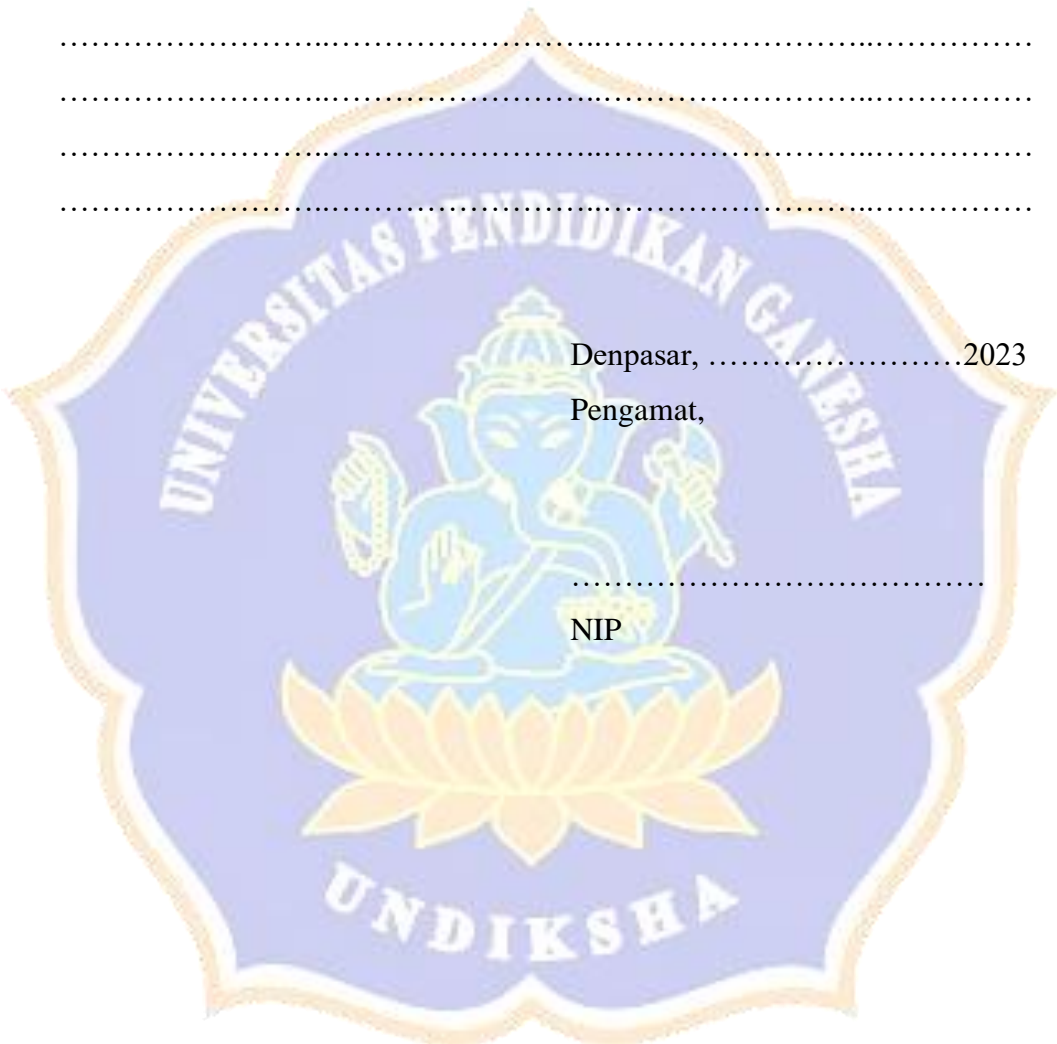 ……………………..……………………..……………………..……………
……………………..……………………..……………………..……………
……………………..……………………..……………………..……………
……………………..……………………..……………………..……………
UNIVERSITAS PENDIDIKAN GANESHA
Denpasar, ……………………2023
Pengamat,
…………………………………
NIP
UNDIKSHA